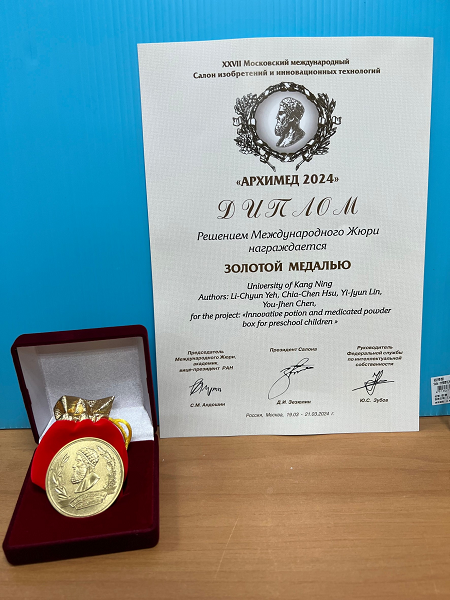 XXVII Московский международный
Салон изобретений и инновационных технологий
«АРХИМЕД 2024»
ДИПЛОМ
Решением Международного Жюри
награждается
ЗОЛОТОЙ МЕДАЛЬЮ
University of Kang Ning
Authors: Li-Chyun Yeh, Chia-Chen Hsu, Yi-Jyun Lin,
You-Jhen Chen,
for the project: «Innovative potion and medicated powder
box for preschool children »
Председатель
Международного Жюри,
академик,
вице-президент РАН
С.М. Алдошин
Президент Салона
Д.И. Зезюлин
Руководитель
Федеральной службы
по интеллектуальной
собственности
Ю.С. Зубов
Россия, Москва, 19.03 - 21.03.2024 г.